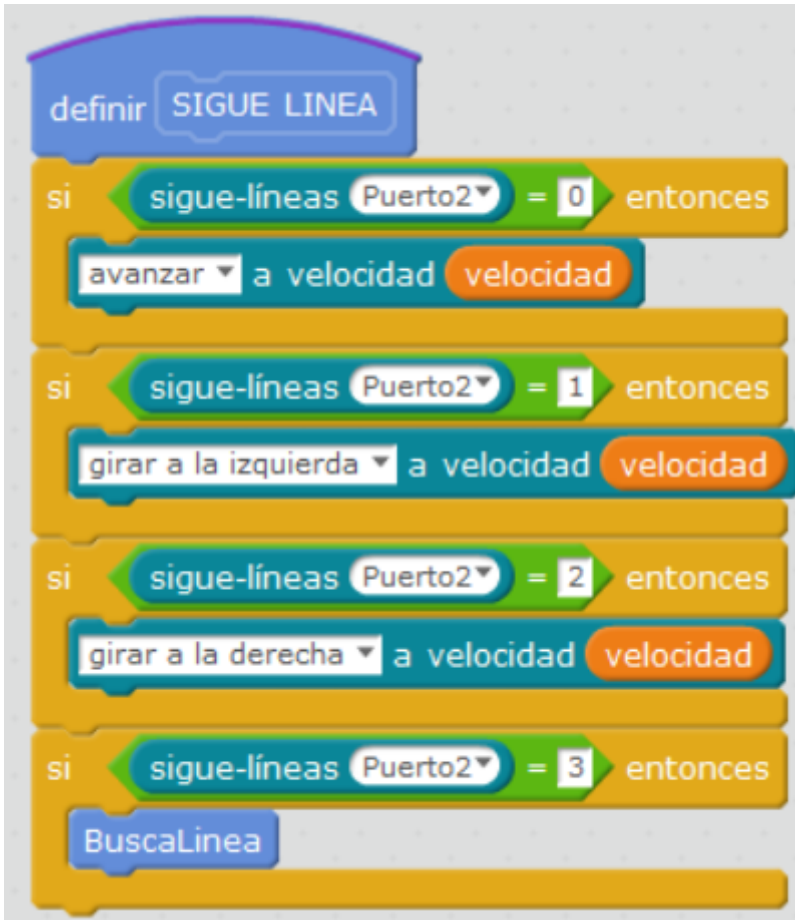 definir SIGUE LINEA
si sigue-líneas Puerto2 = 0 entonces
avanzar a velocidad velocidad
si sigue-líneas Puerto2 = 1 entonces
girar a la izquierda a velocidad velocidad
si sigue-líneas Puerto2 = 2 entonces
girar a la derecha a velocidad velocidad
si sigue-líneas Puerto2 = 3 entonces
BuscaLinea